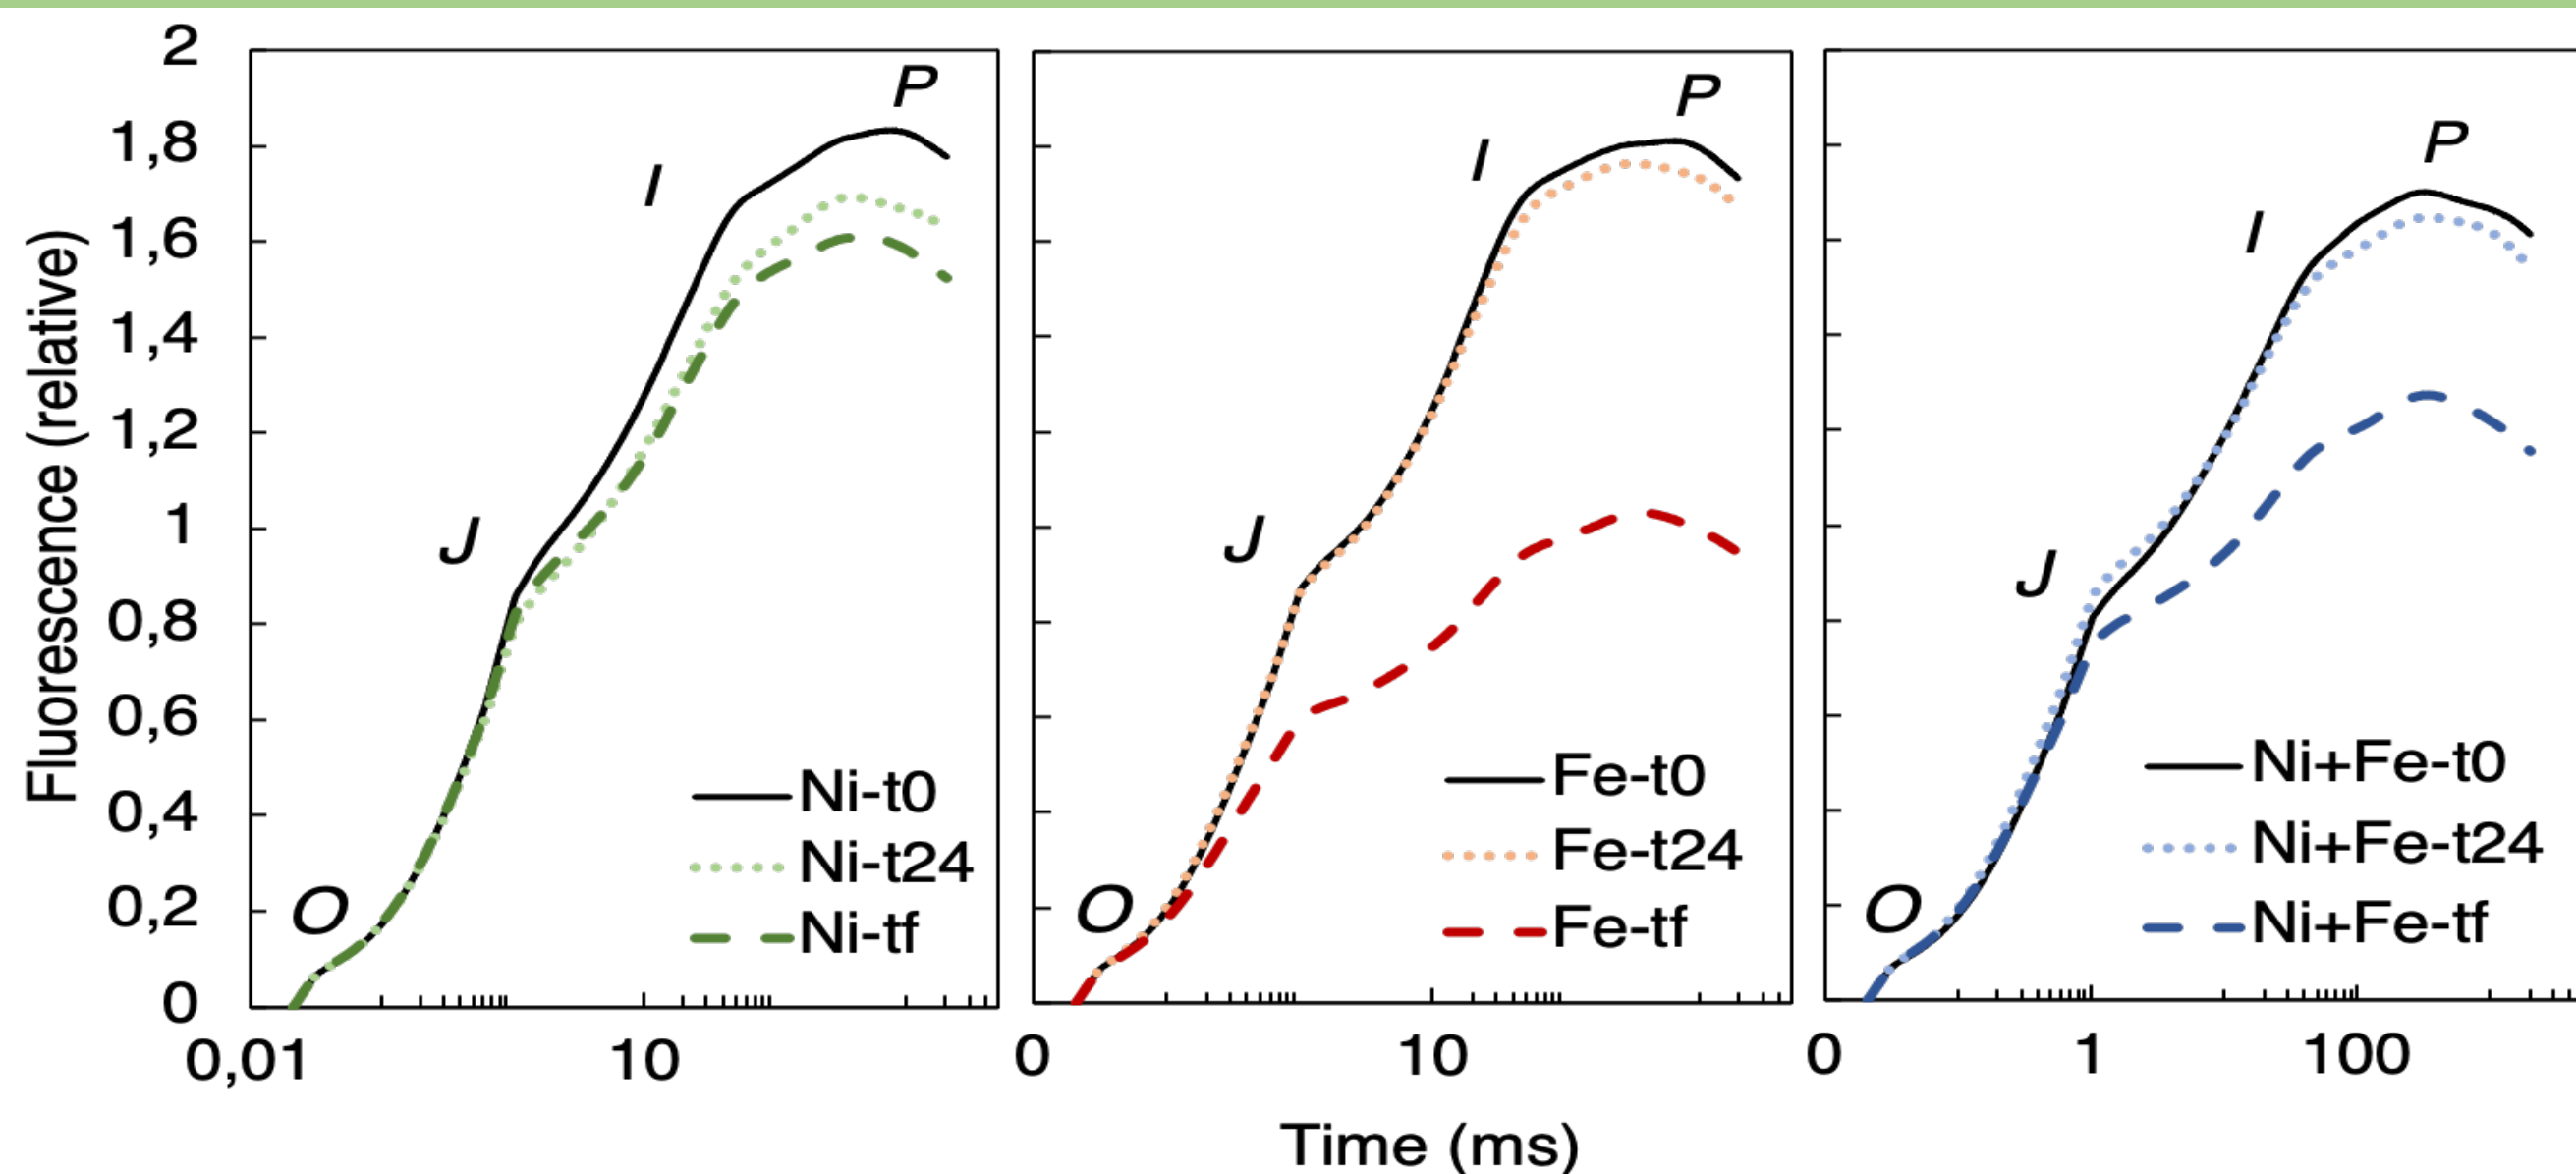 Fluorescence (relative)
2
1,8
1,6
1,4
1,2
1
0,8
0,6
0,4
0,2
0
O
J
I
P
Ni-t0
Ni-t24
Ni-tf
0,01
10
O
J
I
P
Fe-t0
Fe-t24
Fe-tf
0
10
O
J
I
P
Ni+Fe-t0
Ni+Fe-t24
Ni+Fe-tf
0
1
100
Time (ms)